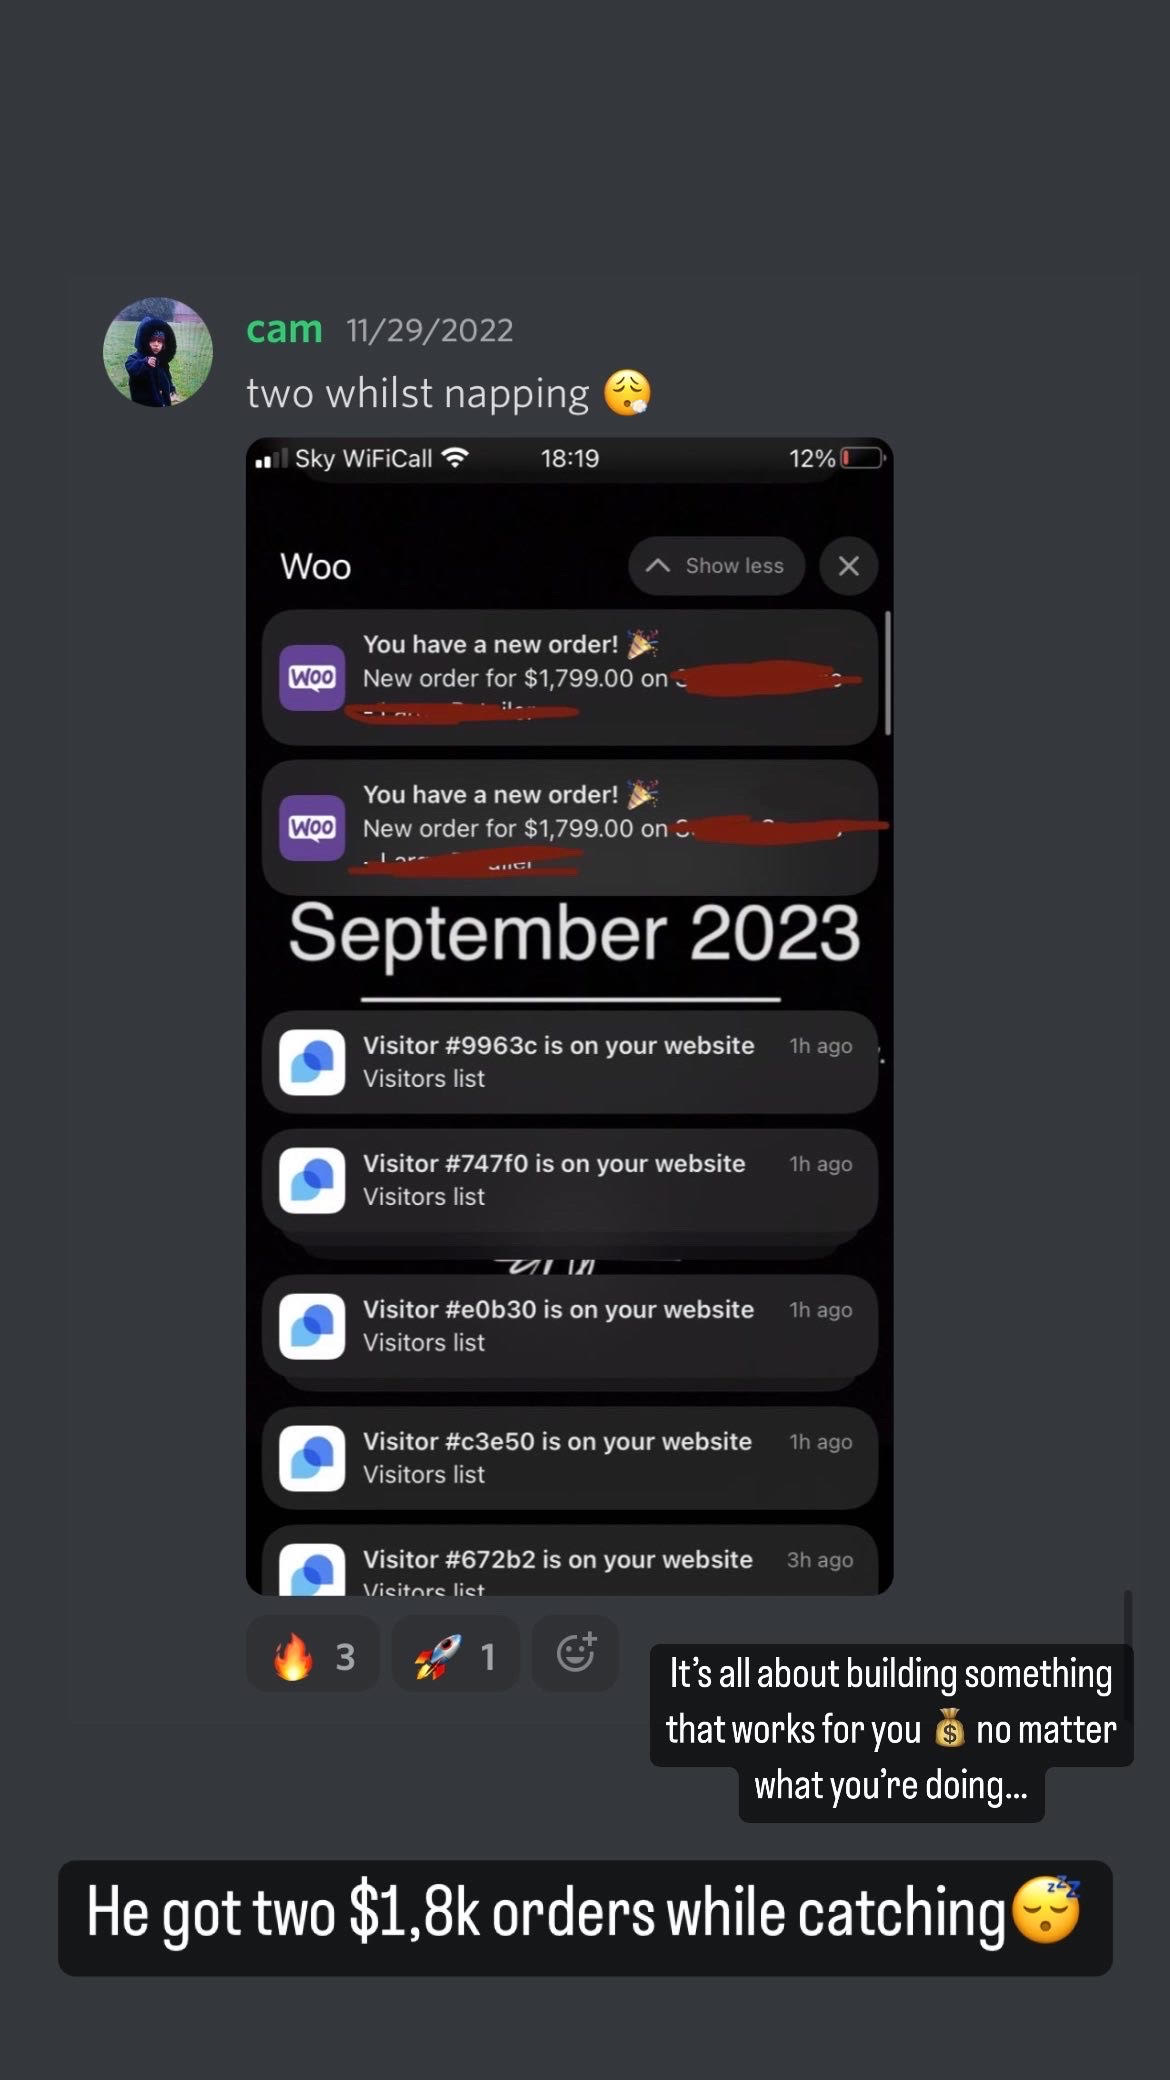 cam 11/29/2022
two whilst napping 😮‍💨
Sky WiFiCall 18:19 12%
Woo Show less
You have a new order! 🎉
WOO
New order for $1,799.00 on
You have a new order! 🎉
WOO
New order for $1,799.00 on
September 2023
Visitor #9963c is on your website 1h ago
Visitors list
Visitor #747f0 is on your website 1h ago
Visitors list
Visitor #e0b30 is on your website 1h ago
Visitors list
Visitor #c3e50 is on your website 1h ago
Visitors list
Visitor #672b2 is on your website 3h ago
Visitors list
🔥 3 🚀 1
It's all about building something
that works for you 💰 no matter
what you're doing...
He got two $1,8k orders while catching😴